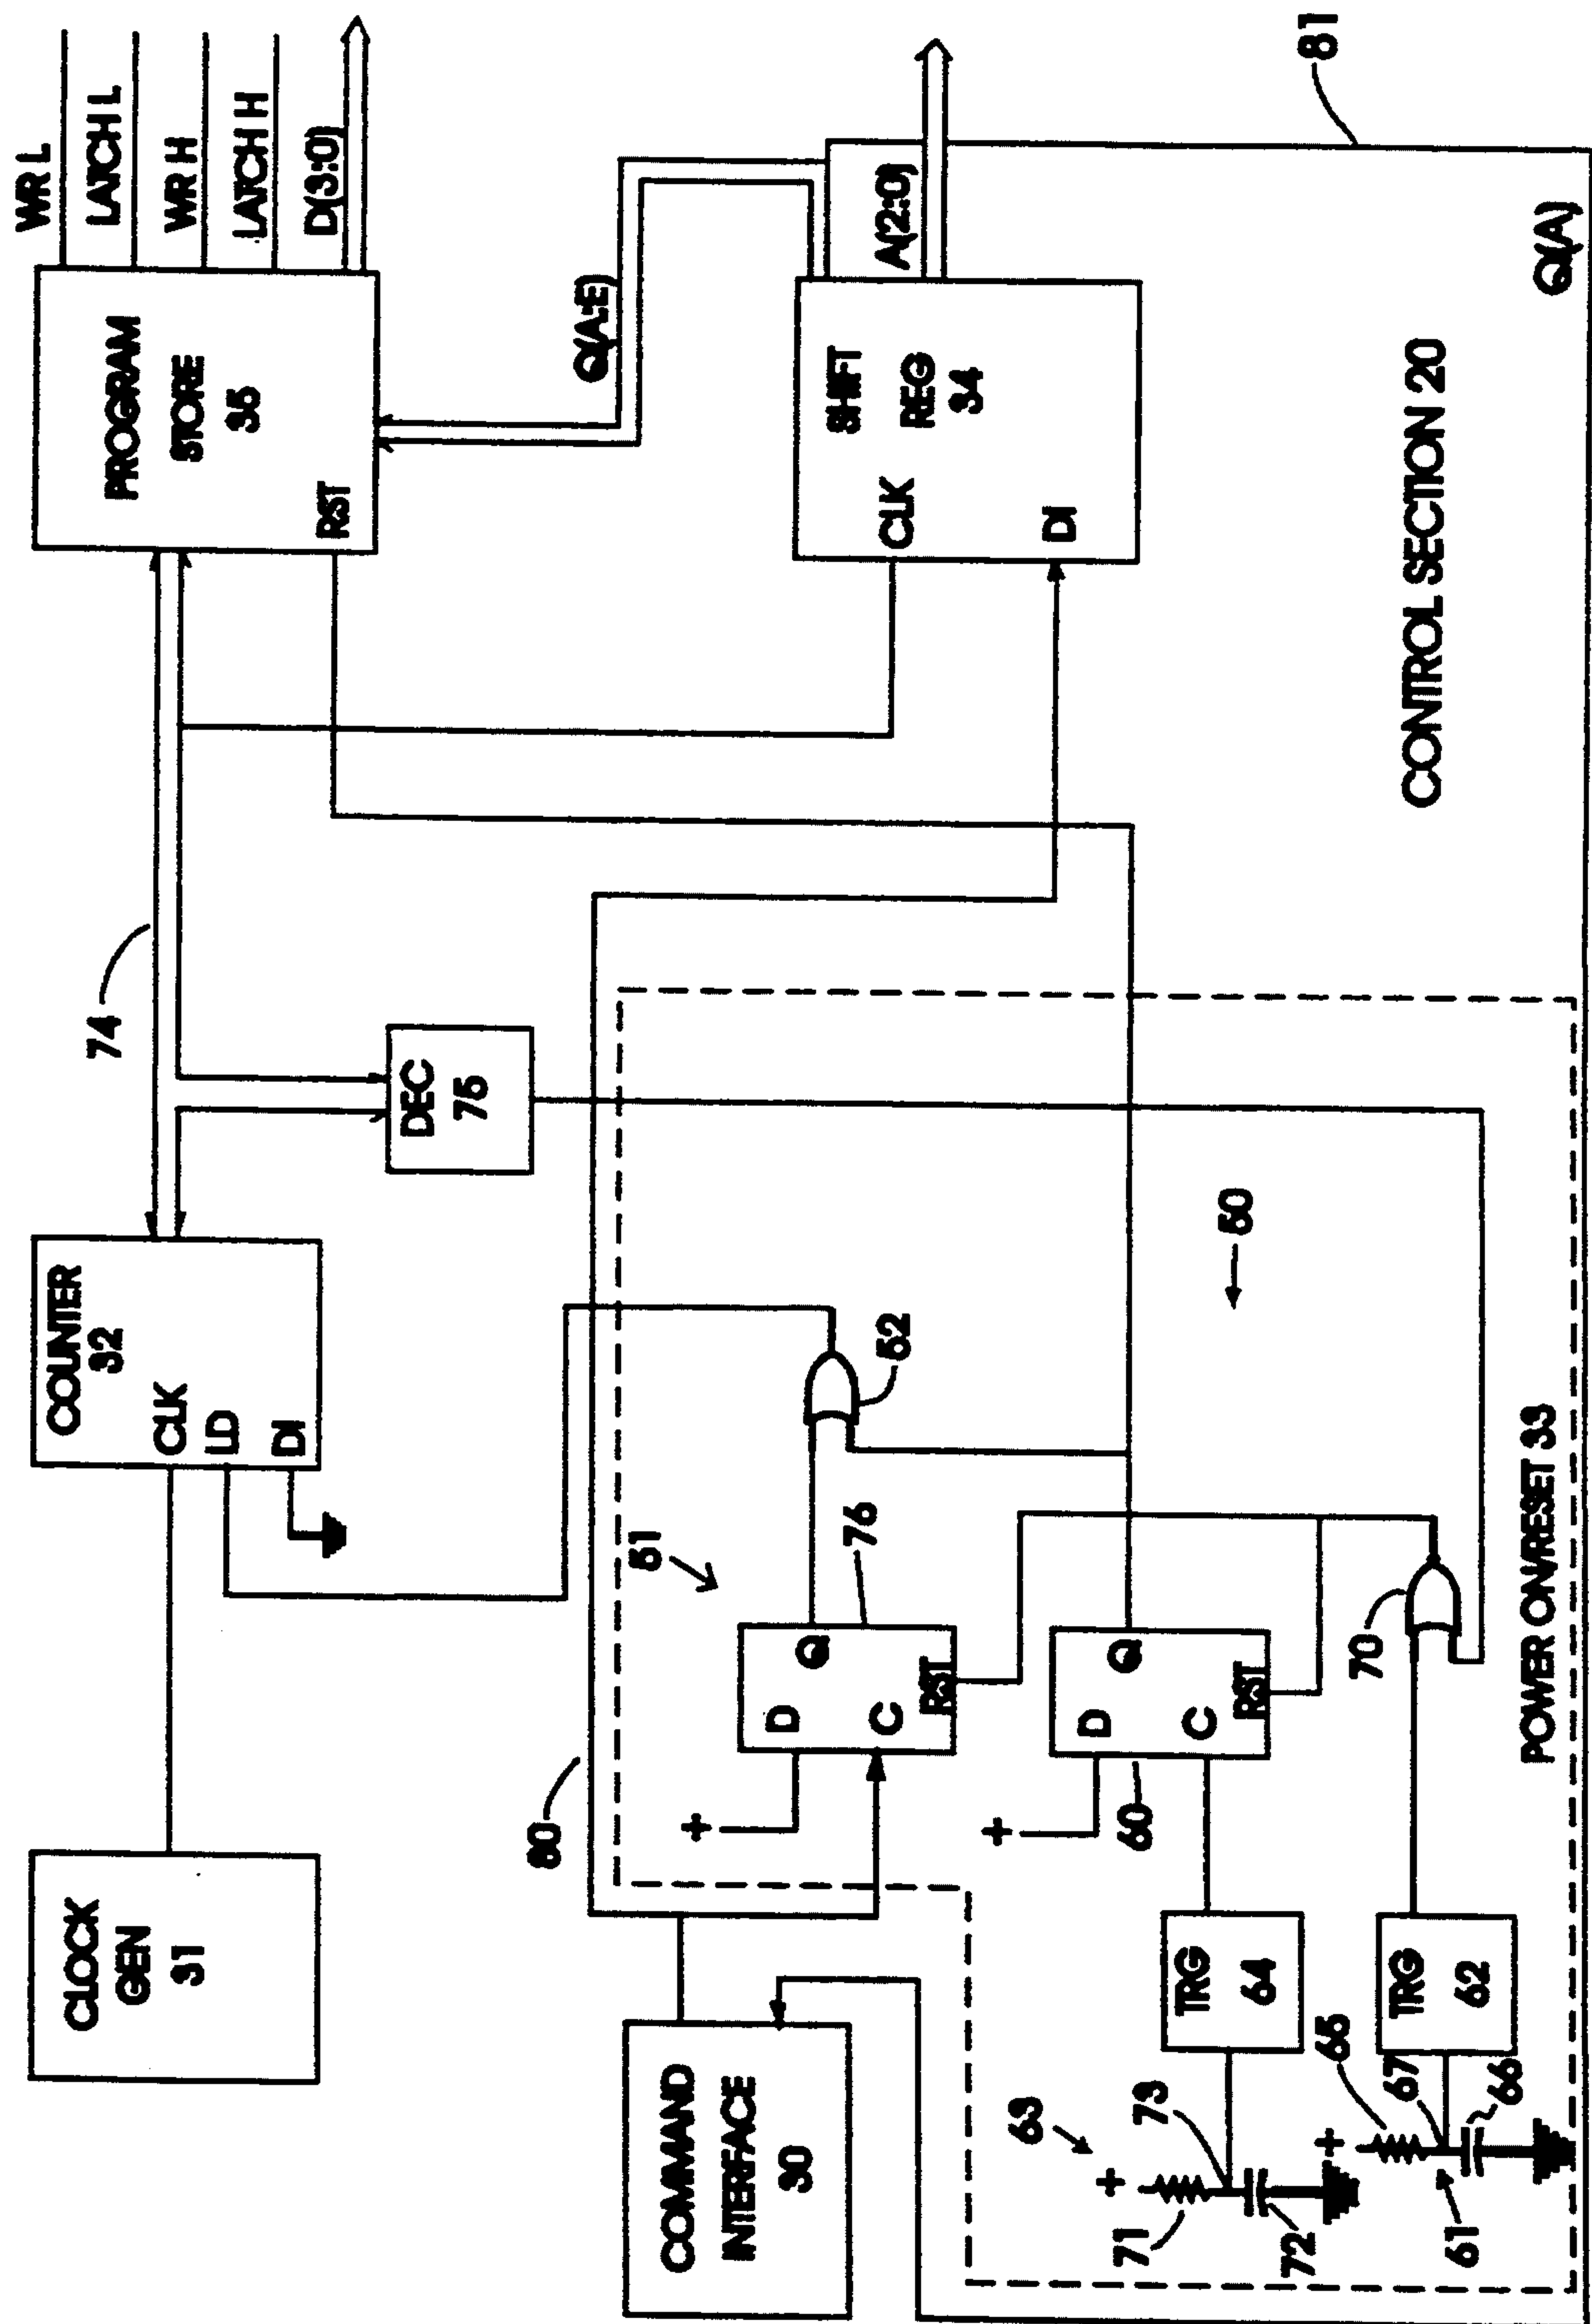 CLOCK
GEN
31
COUNTER
32
CLK
LD
DI
74
PROGRAM
STORE
35
RST
WR L
LATCH L
WR H
LATCH H
D(3:0)
DEC
75
Q(A:E)
80
COMMAND
INTERFACE
30
51
D
Q
C
RST
76
52
SHIFT
REG
34
CLK
DI
A(2:0)
60
D
Q
C
RST
50
63
71
72
73
TRG
64
61
65
66
67
TRG
62
70
POWER ON/RESET 33
CONTROL SECTION 20
Q(A)
81